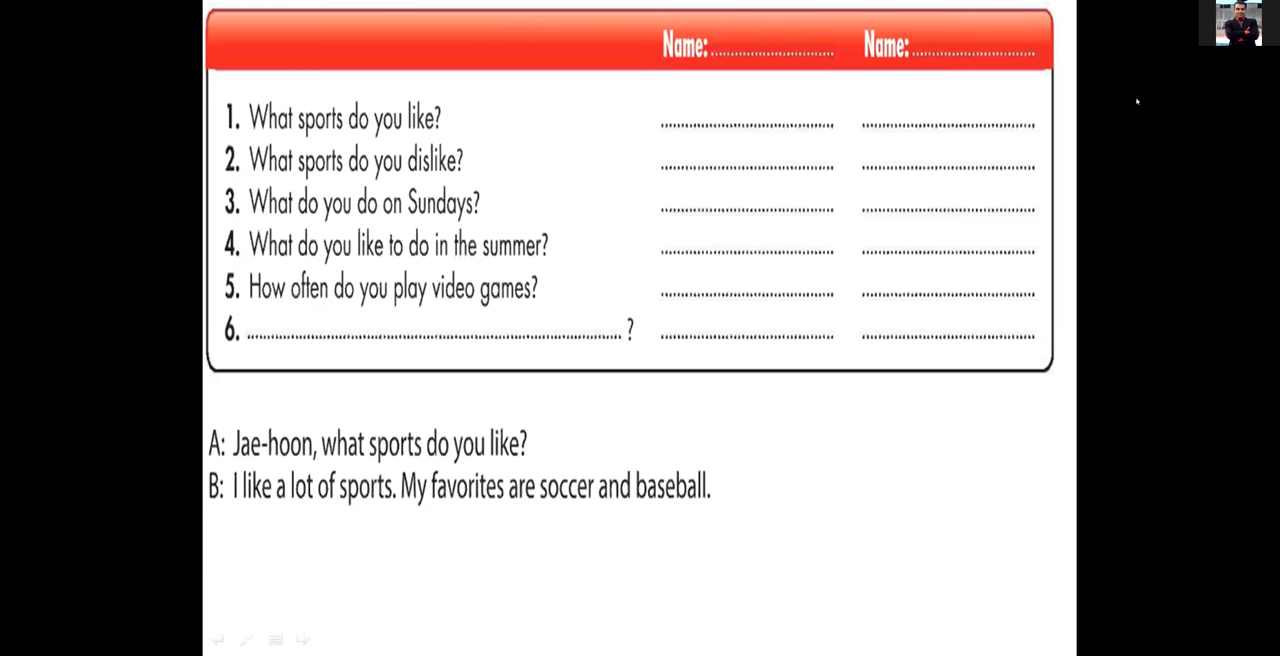 Name: ........................... Name: ...........................
1. What sports do you like? ........................... ...........................
2. What sports do you dislike? ........................... ...........................
3. What do you do on Sundays? ........................... ...........................
4. What do you like to do in the summer? ........................... ...........................
5. How often do you play video games? ........................... ...........................
6. ........................................................? ........................... ...........................
A: Jae-hoon, what sports do you like?
B: I like a lot of sports. My favorites are soccer and baseball.